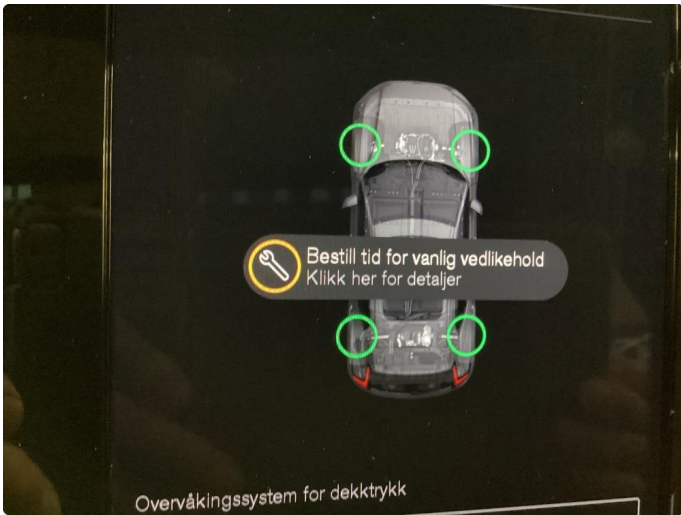 Bestill tid for vanlig vedlikehold
Klikk her for detaljer
Overvåkingssystem for dekktrykk